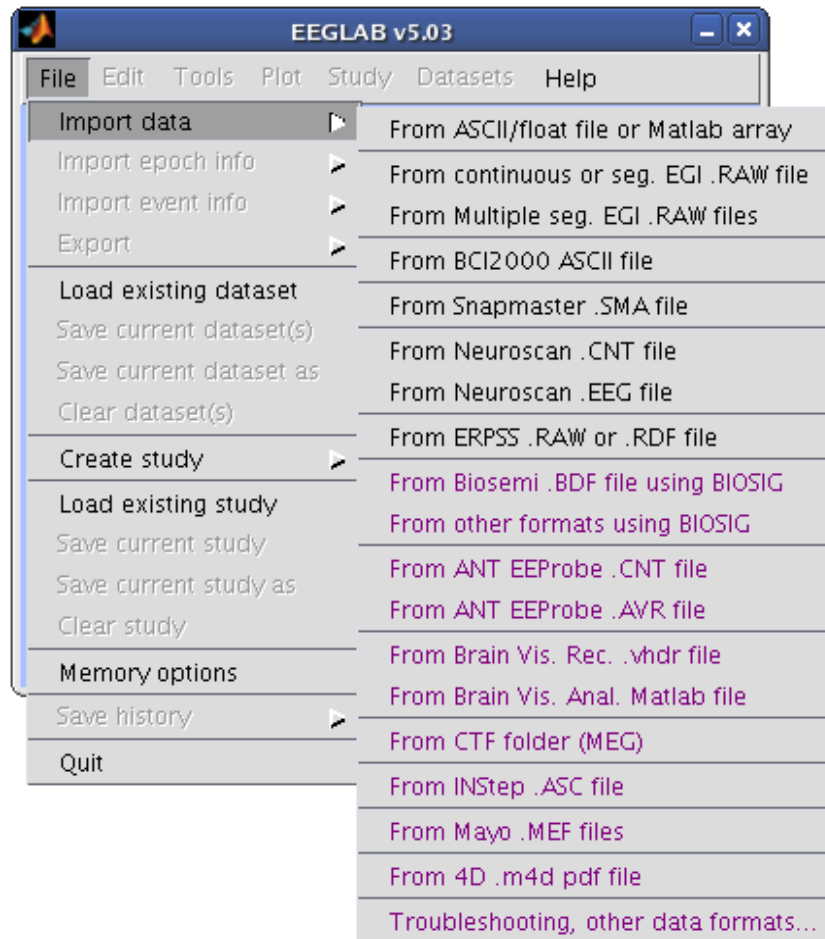 EEGLAB v5.03
File Edit Tools Plot Study Datasets Help
Import data
Import epoch info
Import event info
Export
Load existing dataset
Save current dataset(s)
Save current dataset as
Clear dataset(s)
Create study
Load existing study
Save current study
Save current study as
Clear study
Memory options
Save history
Quit
From ASCII/float file or Matlab array
From continuous or seg. EGI .RAW file
From Multiple seg. EGI .RAW files
From BCI2000 ASCII file
From Snapmaster .SMA file
From Neuroscan .CNT file
From Neuroscan .EEG file
From ERPSS .RAW or .RDF file
From Biosemi .BDF file using BIOSIG
From other formats using BIOSIG
From ANT EEProbe .CNT file
From ANT EEProbe .AVR file
From Brain Vis. Rec. .vhdr file
From Brain Vis. Anal. Matlab file
From CTF folder (MEG)
From INStep .ASC file
From Mayo .MEF files
From 4D .m4d pdf file
Troubleshooting, other data formats...